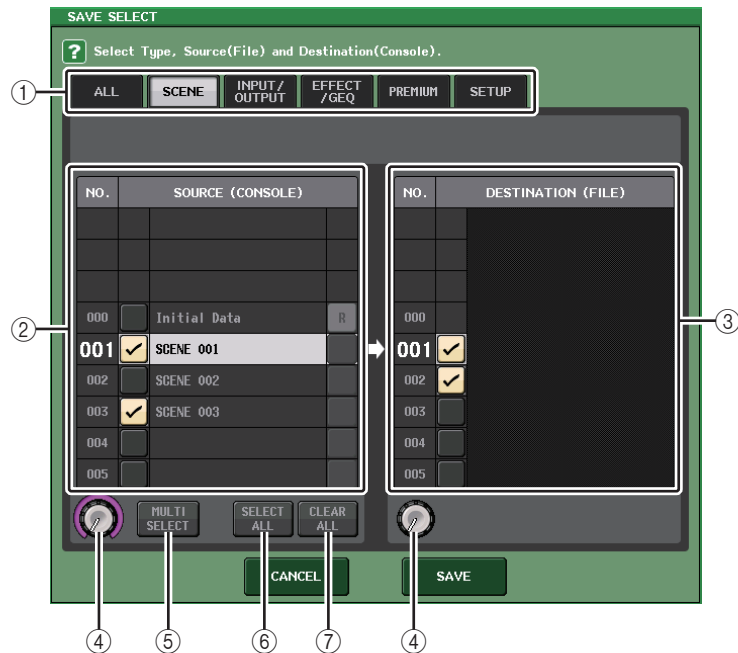 SAVE SELECT
? Select Type, Source(File) and Destination(Console).
① ALL SCENE INPUT/OUTPUT EFFECT/GEQ PREMIUM SETUP
NO. SOURCE (CONSOLE) NO. DESTINATION (FILE)
② ③
000 Initial Data R 000
001 SCENE 001 001
002 SCENE 002 002
003 SCENE 003 003
004 004
005 005
MULTI SELECT SELECT ALL CLEAR ALL
CANCEL SAVE
④ ⑤ ⑥ ⑦ ④